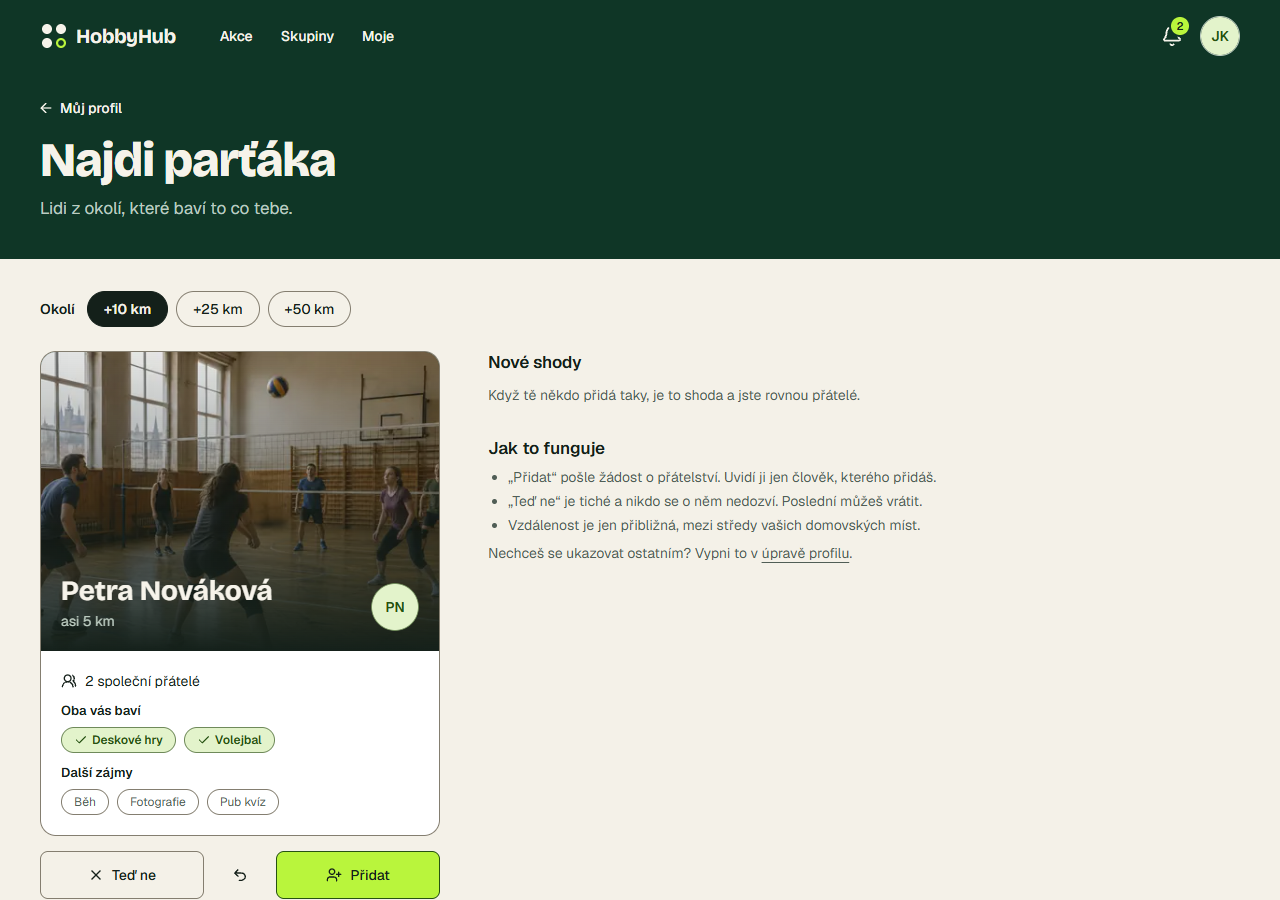 HobbyHub
Akce
Skupiny
Moje
2
JK
Můj profil
Najdi parťáka
Lidi z okolí, které baví to co tebe.
Okolí
+10 km
+25 km
+50 km
Petra Nováková
asi 5 km
PN
2 společní přátelé
Oba vás baví
Deskové hry
Volejbal
Další zájmy
Běh
Fotografie
Pub kvíz
Teď ne
Přidat
Nové shody
Když tě někdo přidá taky, je to shoda a jste rovnou přátelé.
Jak to funguje
„Přidat“ pošle žádost o přátelství. Uvidí ji jen člověk, kterého přidáš.
„Teď ne“ je tiché a nikdo se o něm nedozví. Poslední můžeš vrátit.
Vzdálenost je jen přibližná, mezi středy vašich domovských míst.
Nechceš se ukazovat ostatním? Vypni to v úpravě profilu.